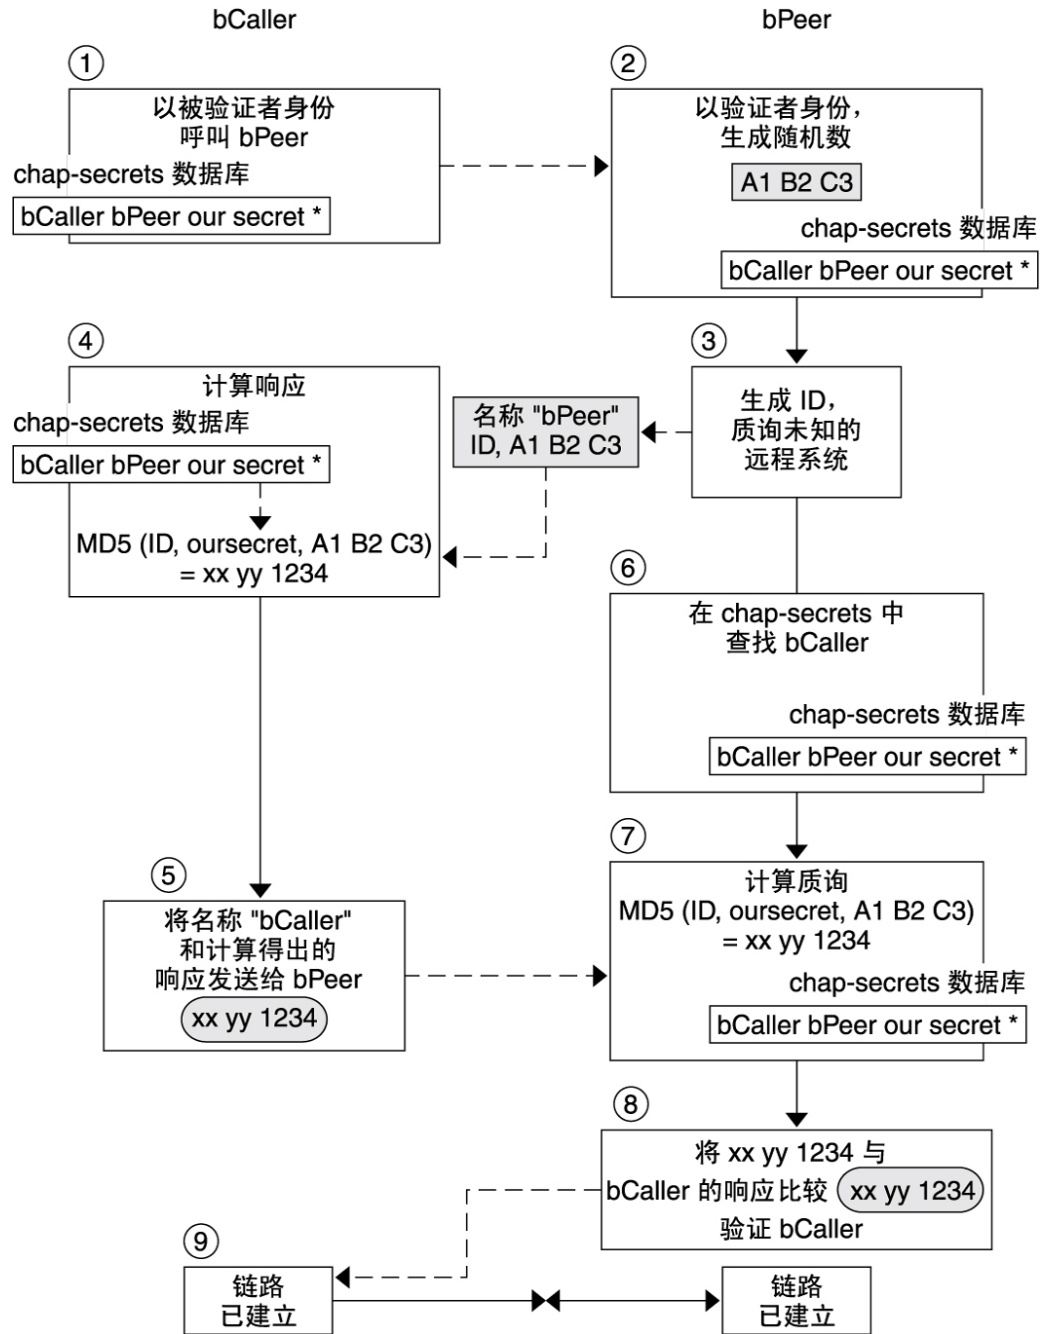 bCaller
bPeer
①
以被验证者身份
呼叫 bPeer
chap-secrets 数据库
bCaller bPeer our secret *
②
以验证者身份，
生成随机数
A1 B2 C3
chap-secrets 数据库
bCaller bPeer our secret *
③
生成 ID，
质询未知的
远程系统
名称 "bPeer"
ID, A1 B2 C3
④
计算响应
chap-secrets 数据库
bCaller bPeer our secret *
MD5 (ID, oursecret, A1 B2 C3)
= xx yy 1234
⑤
将名称 "bCaller"
和计算得出的
响应发送给 bPeer
xx yy 1234
⑥
在 chap-secrets 中
查找 bCaller
chap-secrets 数据库
bCaller bPeer our secret *
⑦
计算质询
MD5 (ID, oursecret, A1 B2 C3)
= xx yy 1234
chap-secrets 数据库
bCaller bPeer our secret *
⑧
将 xx yy 1234 与
bCaller 的响应比较 xx yy 1234
验证 bCaller
⑨
链路
已建立
链路
已建立